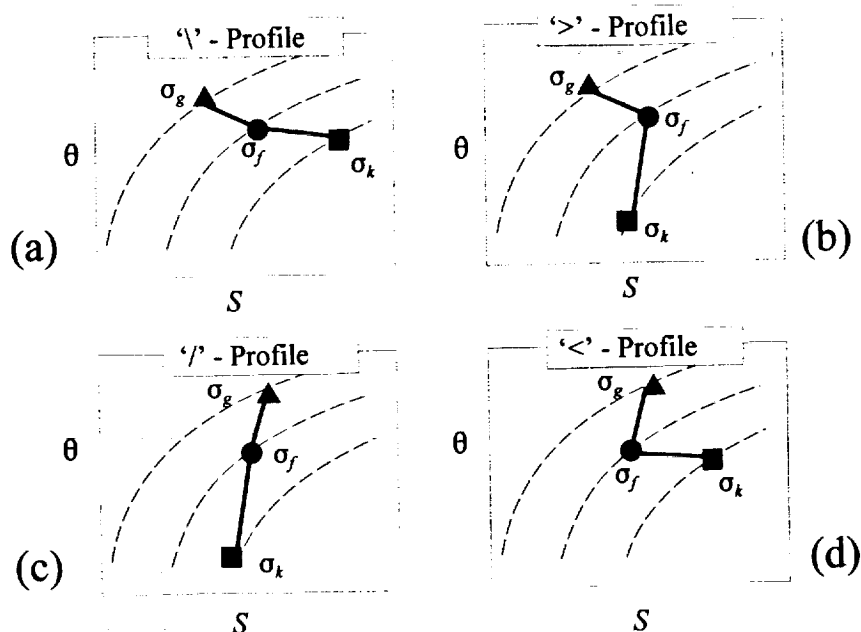 '\' - Profile
σg
σf
σk
θ
S
(a)
'>' - Profile
σg
σf
σk
θ
S
(b)
'/' - Profile
σg
σf
σk
θ
S
(c)
'<' - Profile
σg
σf
σk
θ
S
(d)